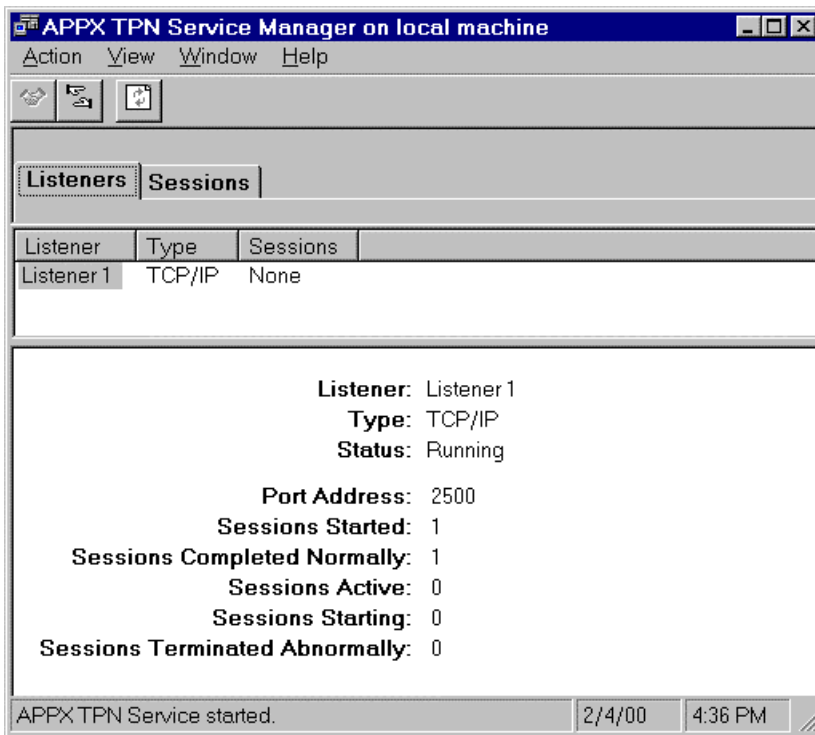 APPX TPN Service Manager on local machine
Action View Window Help
Listeners Sessions
Listener Type Sessions
Listener 1 TCP/IP None
Listener: Listener 1
Type: TCP/IP
Status: Running
Port Address: 2500
Sessions Started: 1
Sessions Completed Normally: 1
Sessions Active: 0
Sessions Starting: 0
Sessions Terminated Abnormally: 0
APPX TPN Service started. 2/4/00 4:36 PM